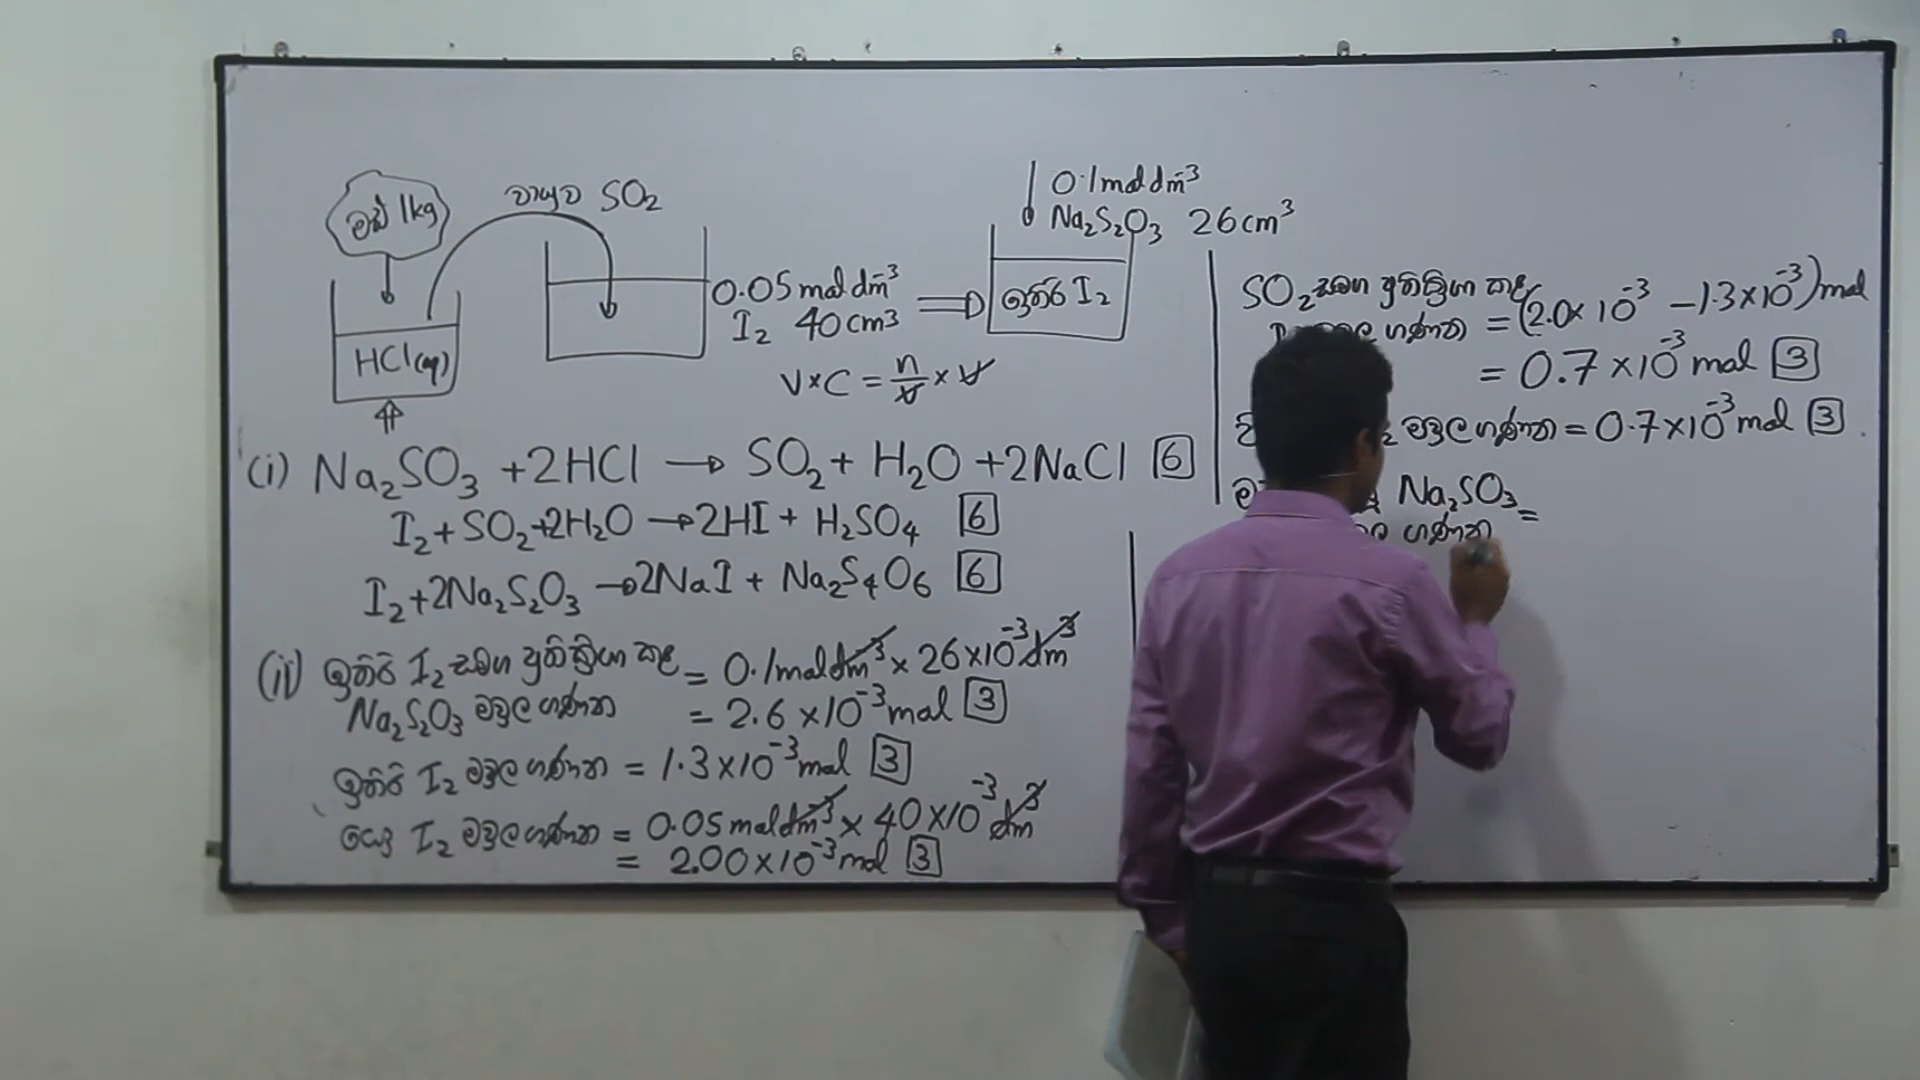 මස් 1kg
වායුව SO₂
HCl(aq)
0.05 mol dm⁻³
I₂ 40 cm³
0.1 mol dm⁻³
Na₂S₂O₃ 26 cm³
ඉතිරි I₂
V × C = n/V × V
(i) Na₂SO₃ + 2HCl → SO₂ + H₂O + 2NaCl 6
I₂ + SO₂ + 2H₂O → 2HI + H₂SO₄ 6
I₂ + 2Na₂S₂O₃ → 2NaI + Na₂S₄O₆ 6
(ii) ඉතිරි I₂ සමග ප්‍රතික්‍රියා කළ = 0.1 mol dm⁻³ × 26 × 10⁻³ dm³
Na₂S₂O₃ මවුල ගණන = 2.6 × 10⁻³ mol 3
ඉතිරි I₂ මවුල ගණන = 1.3 × 10⁻³ mol 3
යෙදූ I₂ මවුල ගණන = 0.05 mol dm⁻³ × 40 × 10⁻³ dm³
= 2.00 × 10⁻³ mol 3
SO₂ සමග ප්‍රතික්‍රියා කළ
ගණන = (2.0 × 10⁻³ − 1.3 × 10⁻³) mol
= 0.7 × 10⁻³ mol 3
මවුල ගණන = 0.7 × 10⁻³ mol 3
Na₂SO₃ =
ගණන